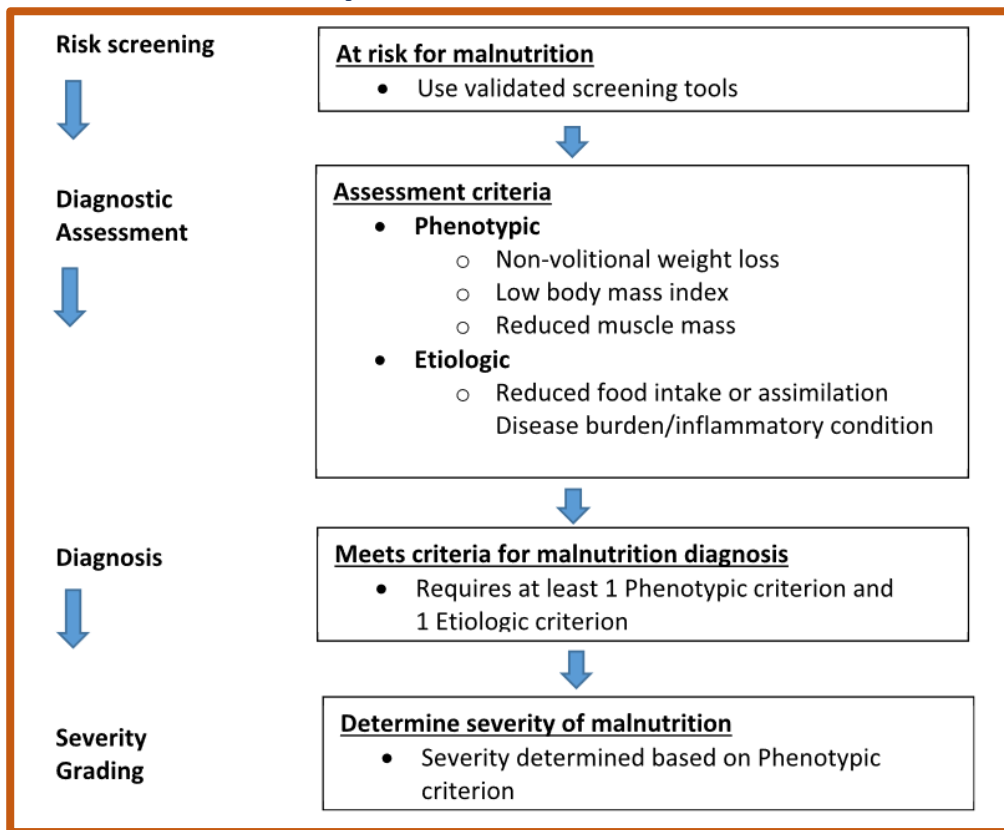 Risk screening
At risk for malnutrition
• Use validated screening tools
Diagnostic
Assessment
Assessment criteria
• Phenotypic
o Non-volitional weight loss
o Low body mass index
o Reduced muscle mass
• Etiologic
o Reduced food intake or assimilation
Disease burden/inflammatory condition
Diagnosis
Meets criteria for malnutrition diagnosis
• Requires at least 1 Phenotypic criterion and
1 Etiologic criterion
Severity
Grading
Determine severity of malnutrition
• Severity determined based on Phenotypic
criterion